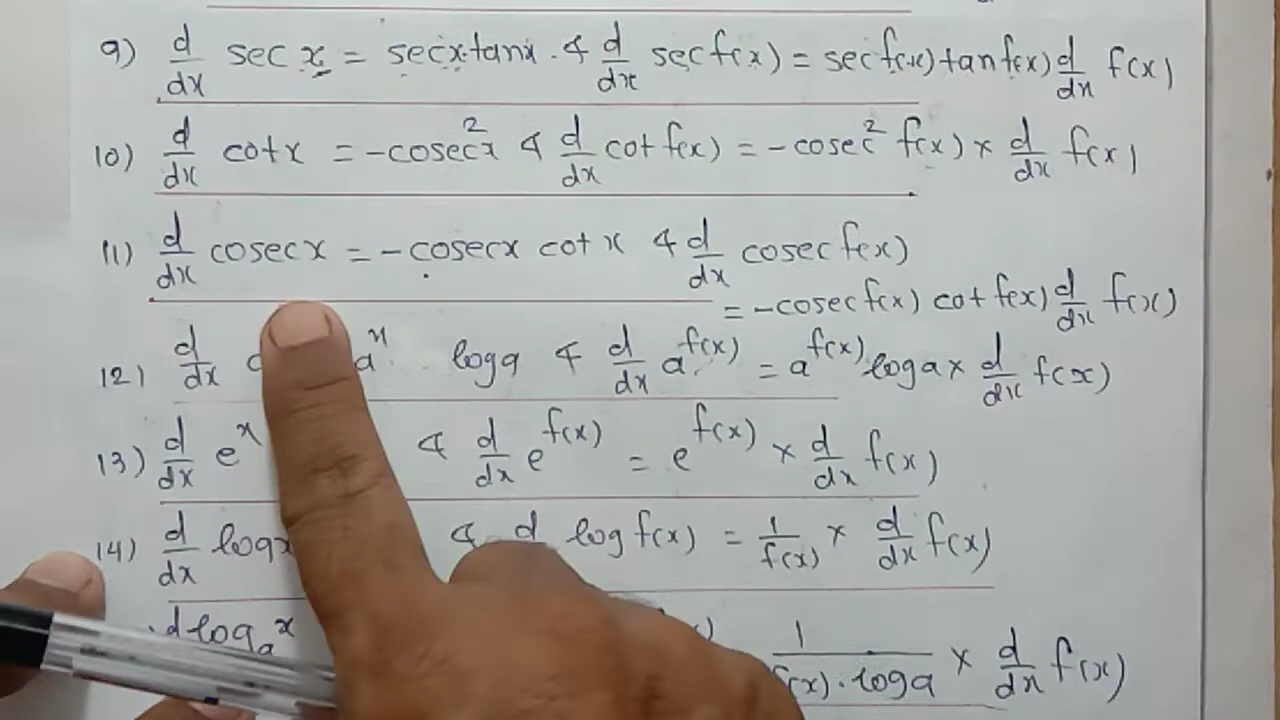 9) d/dx sec x = secx tanx . & d/dx sec f(x) = sec f(x) tan f(x) d/dx f(x)
10) d/dx cot x = -cosec²x & d/dx cot f(x) = -cosec² f(x) × d/dx f(x)
11) d/dx cosec x = -cosecx cot x & d/dx cosec f(x)
= -cosec f(x) cot f(x) d/dx f(x)
12) d/dx a^x log a & d/dx a^f(x) = a^f(x) log a × d/dx f(x)
13) d/dx e^x & d/dx e^f(x) = e^f(x) × d/dx f(x)
14) d/dx log x & d log f(x) = 1/f(x) × d/dx f(x)
d log_a x 1/f(x) . log a × d/dx f(x)